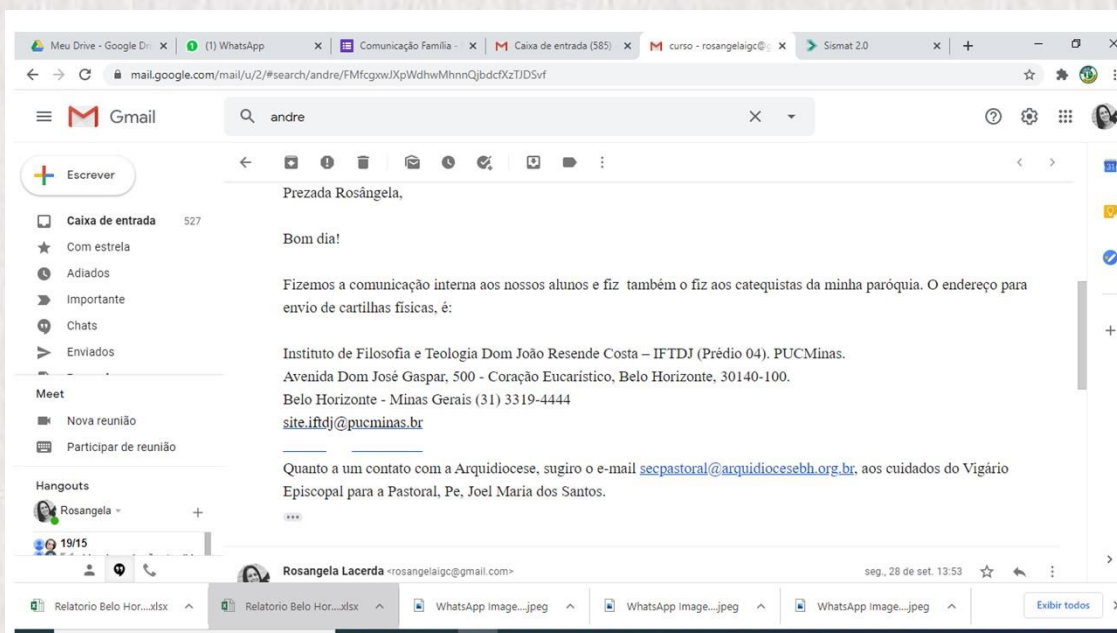 Meu Drive - Google Dri
(1) WhatsApp
Comunicação Família -
Caixa de entrada (585)
curso - rosangelaigc@g
Sismat 2.0
mail.google.com/mail/u/2/#search/andre/FMfcgxwJXpWdhwMhnnQjbdcfXzTJDSvf
Gmail
andre
Escrever
Caixa de entrada 527
Com estrela
Adiados
Importante
Chats
Enviados
Meet
Nova reunião
Participar de reunião
Hangouts
Rosangela
19/15
Prezada Rosângela,
Bom dia!
Fizemos a comunicação interna aos nossos alunos e fiz também o fiz aos catequistas da minha paróquia. O endereço para
envio de cartilhas físicas, é:
Instituto de Filosofia e Teologia Dom João Resende Costa – IFTDJ (Prédio 04). PUCMinas.
Avenida Dom José Gaspar, 500 - Coração Eucarístico, Belo Horizonte, 30140-100.
Belo Horizonte - Minas Gerais (31) 3319-4444
site.iftdj@pucminas.br
Quanto a um contato com a Arquidiocese, sugiro o e-mail secpastoral@arquidiocesebh.org.br, aos cuidados do Vigário
Episcopal para a Pastoral, Pe, Joel Maria dos Santos.
Rosangela Lacerda <rosangelaigc@gmail.com> seg., 28 de set. 13:53
31
Relatorio Belo Hor....xlsx
Relatorio Belo Hor....xlsx
WhatsApp Image....jpeg
WhatsApp Image....jpeg
WhatsApp Image....jpeg
Exibir todos